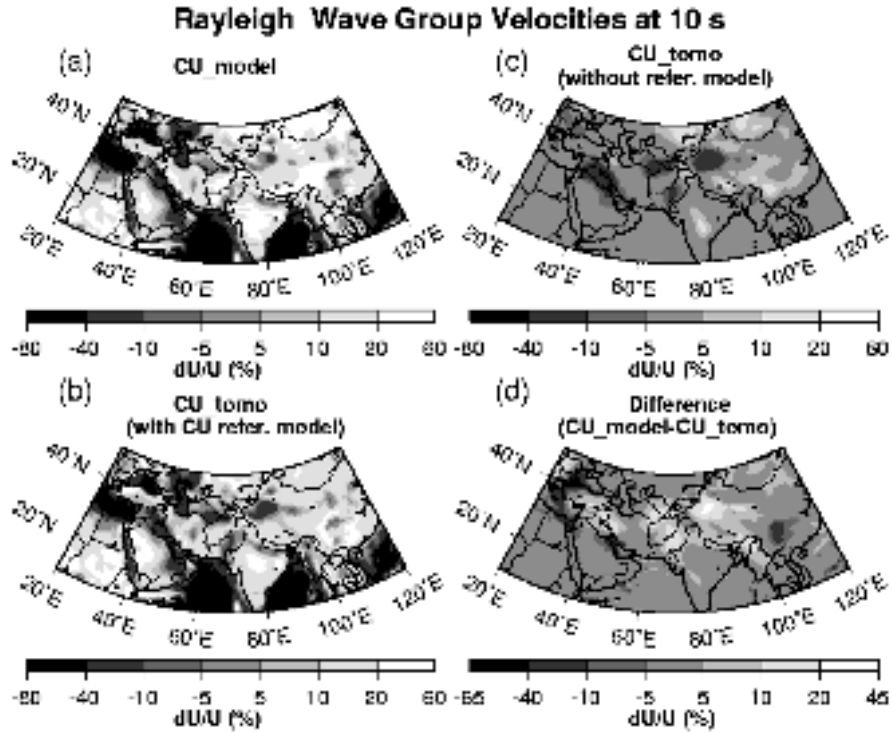 Rayleigh Wave Group Velocities at 10 s
(a)
CU_model
40°N
20°N
20°E
40°E
60°E
80°E
100°E
120°E
-80 -40 -10 -5 5 10 20 60
dU/U (%)
(b)
CU_tomo
(with CU refer. model)
40°N
20°N
20°E
40°E
60°E
80°E
100°E
120°E
-80 -40 -10 -5 5 10 20 60
dU/U (%)
(c)
CU_tomo
(without refer. model)
40°N
20°N
20°E
40°E
60°E
80°E
100°E
120°E
-80 -40 -10 -5 5 10 20 60
dU/U (%)
(d)
Difference
(CU_model-CU_tomo)
40°N
20°N
20°E
40°E
60°E
80°E
100°E
120°E
-65 -40 -10 -5 5 10 20 45
dU/U (%)